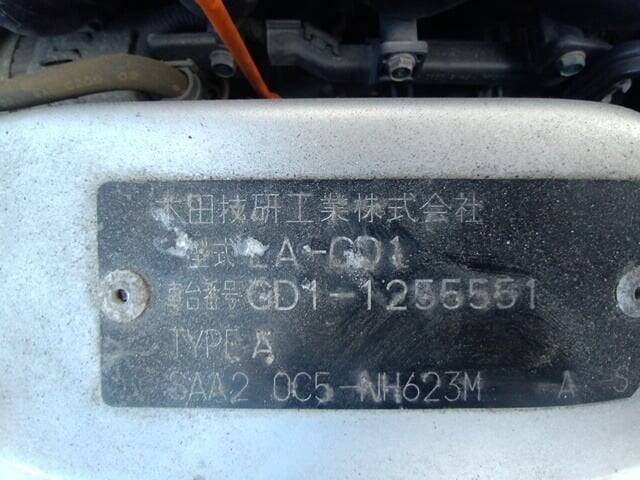 本田技研工業株式会社
型式 LA-GD1
車台番号 GD1-1255551
TYPE A
SAA2 0C5-NH623M A -S